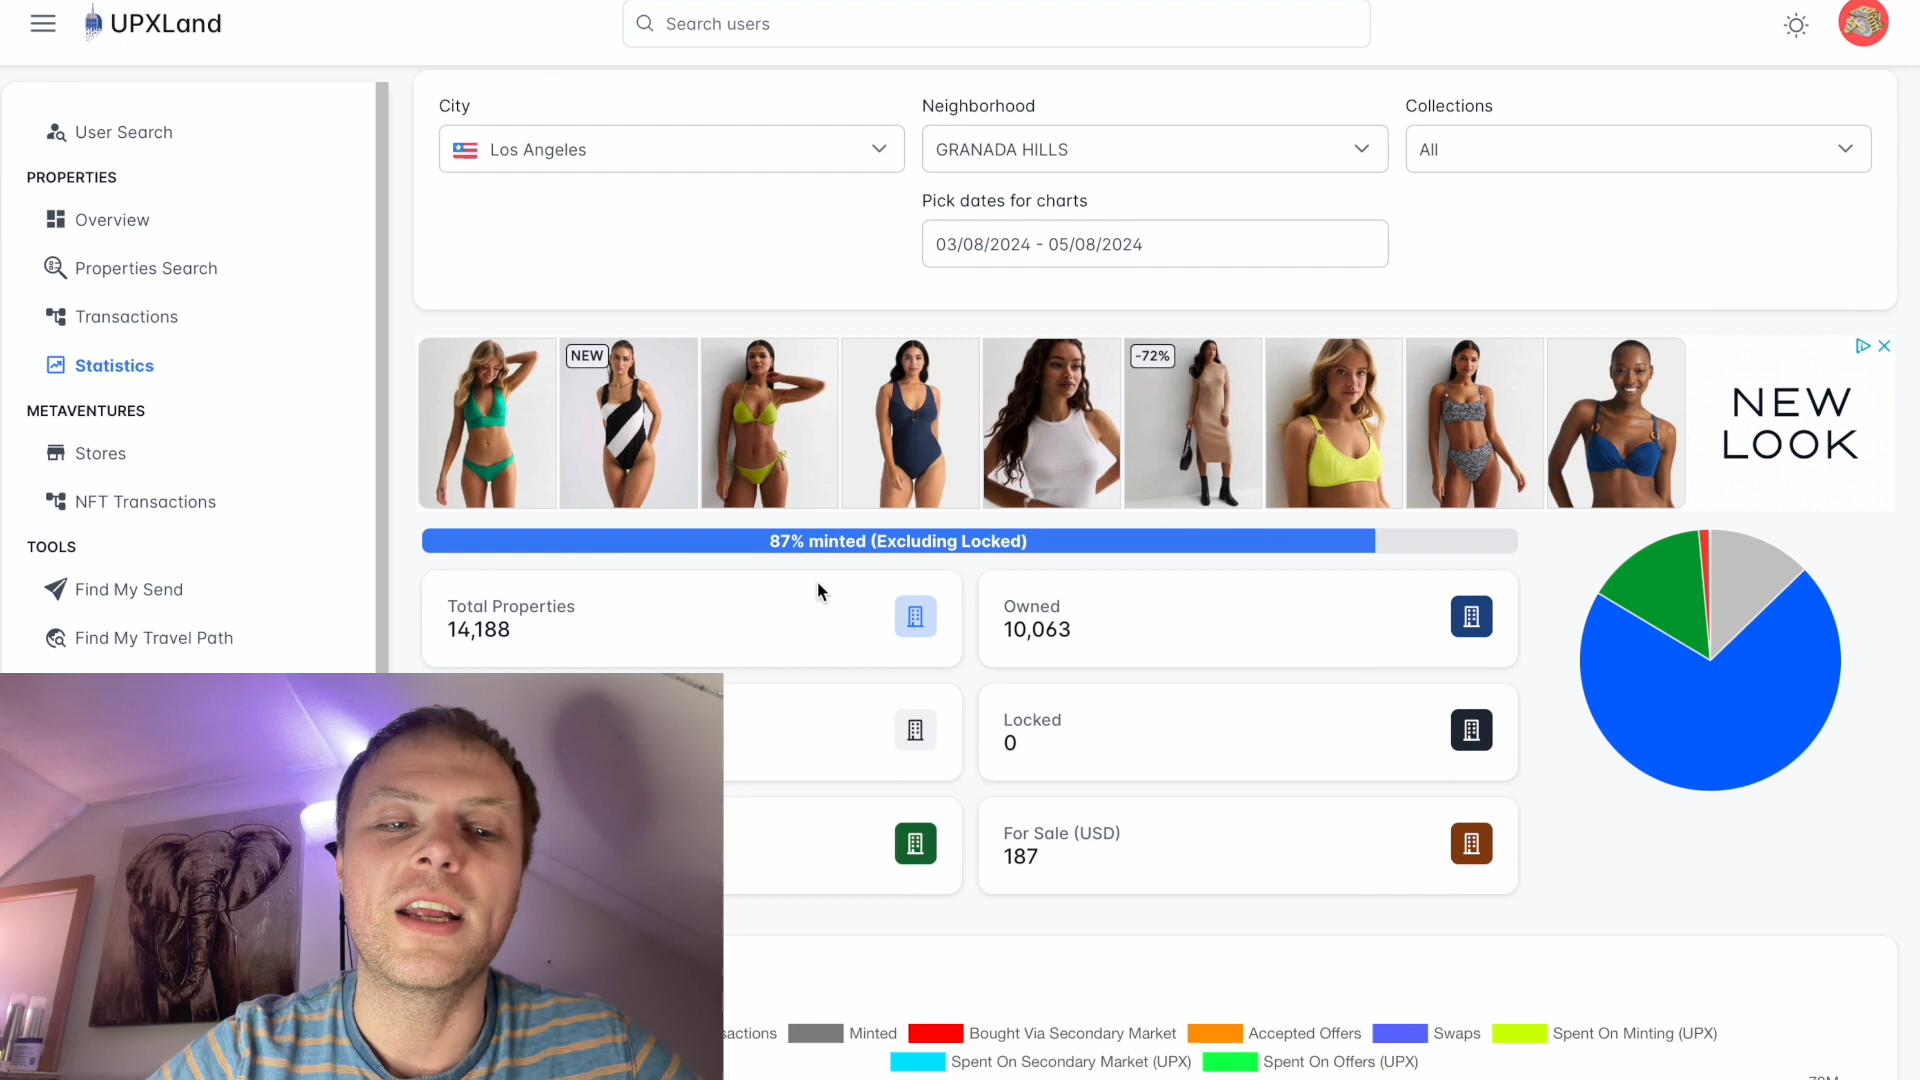 UPXLand
Search users
User Search
PROPERTIES
Overview
Properties Search
Transactions
Statistics
METAVENTURES
Stores
NFT Transactions
TOOLS
Find My Send
Find My Travel Path
City
Los Angeles
Neighborhood
GRANADA HILLS
Collections
All
Pick dates for charts
03/08/2024 - 05/08/2024
NEW
-72%
NEW
LOOK
87% minted (Excluding Locked)
Total Properties
14,188
Owned
10,063
Locked
0
For Sale (USD)
187
sactions
Minted
Bought Via Secondary Market
Accepted Offers
Swaps
Spent On Minting (UPX)
Spent On Secondary Market (UPX)
Spent On Offers (UPX)